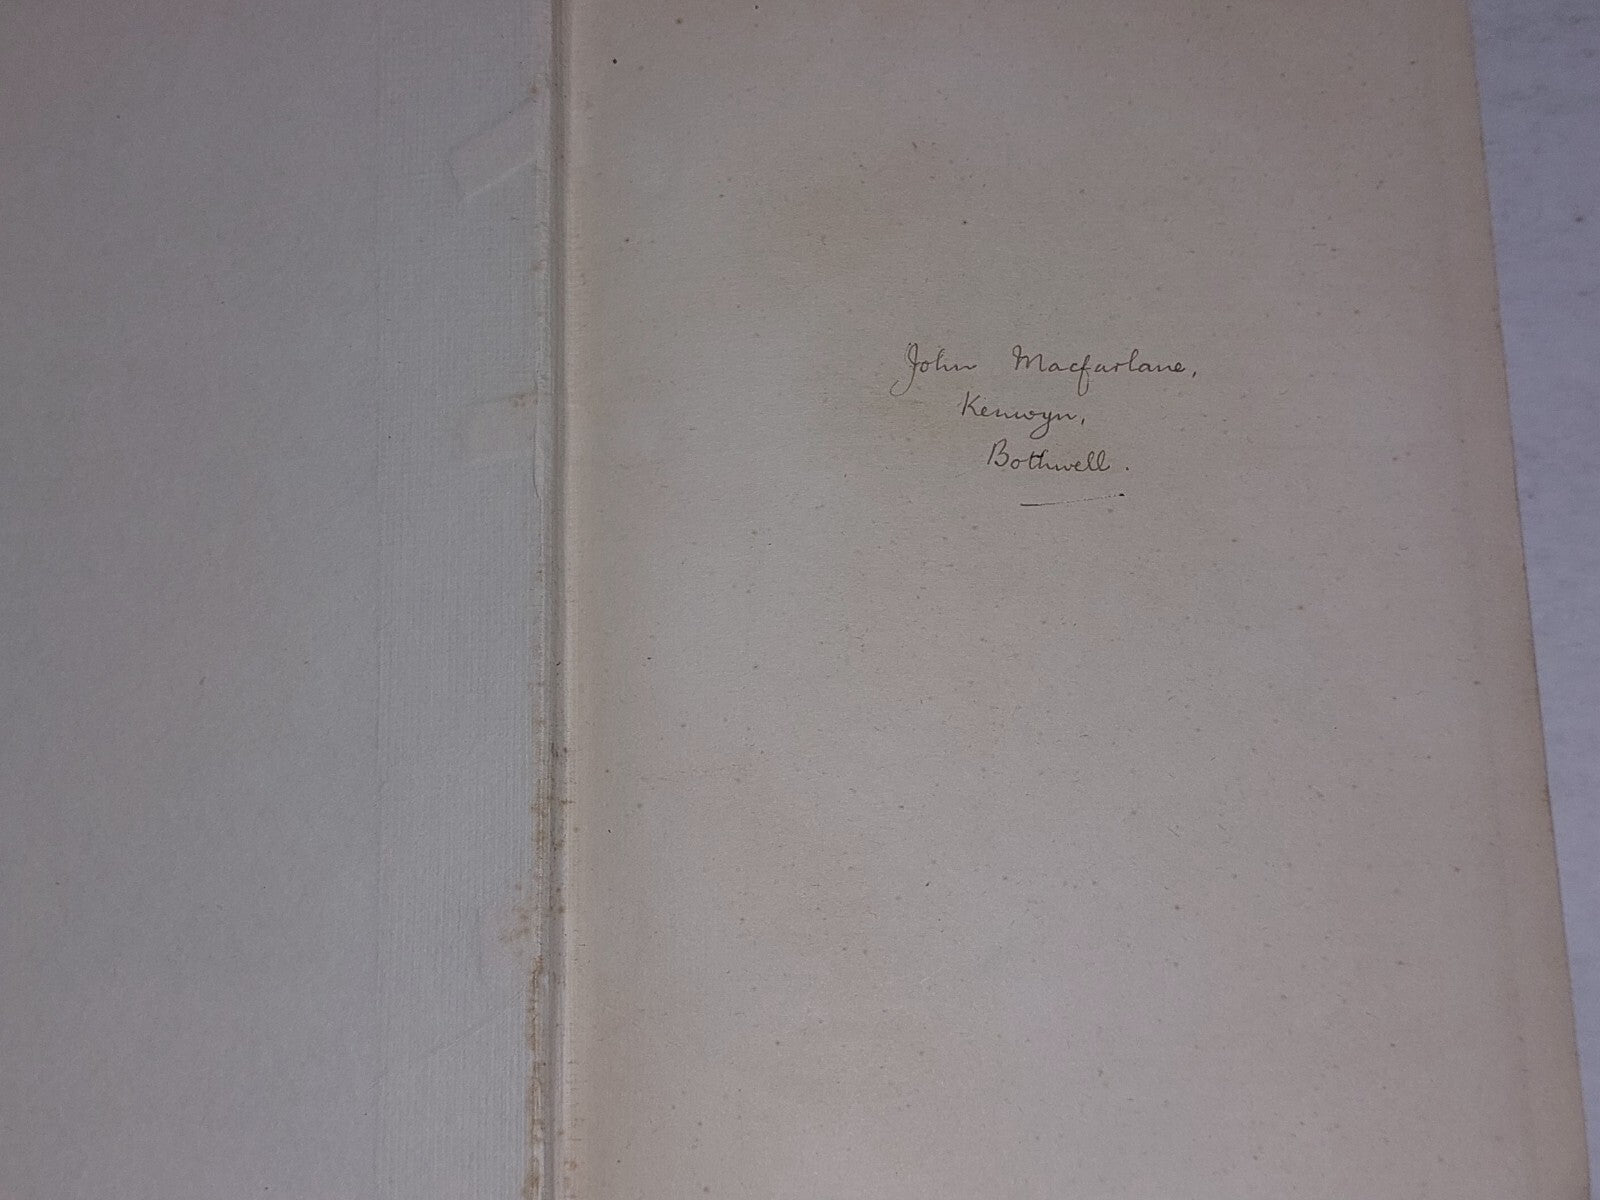 John Macfarlane,
Kenwyn,
Bothwell.